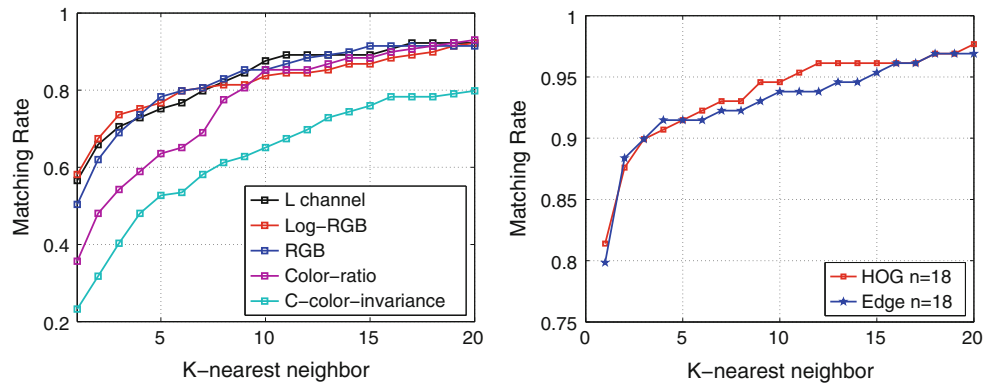 1
0.8
0.6
0.4
0.2
Matching Rate
5
10
15
20
K−nearest neighbor
L channel
Log−RGB
RGB
Color−ratio
C−color−invariance
1
0.95
0.9
0.85
0.8
0.75
Matching Rate
0
5
10
15
20
K−nearest neighbor
HOG n=18
Edge n=18